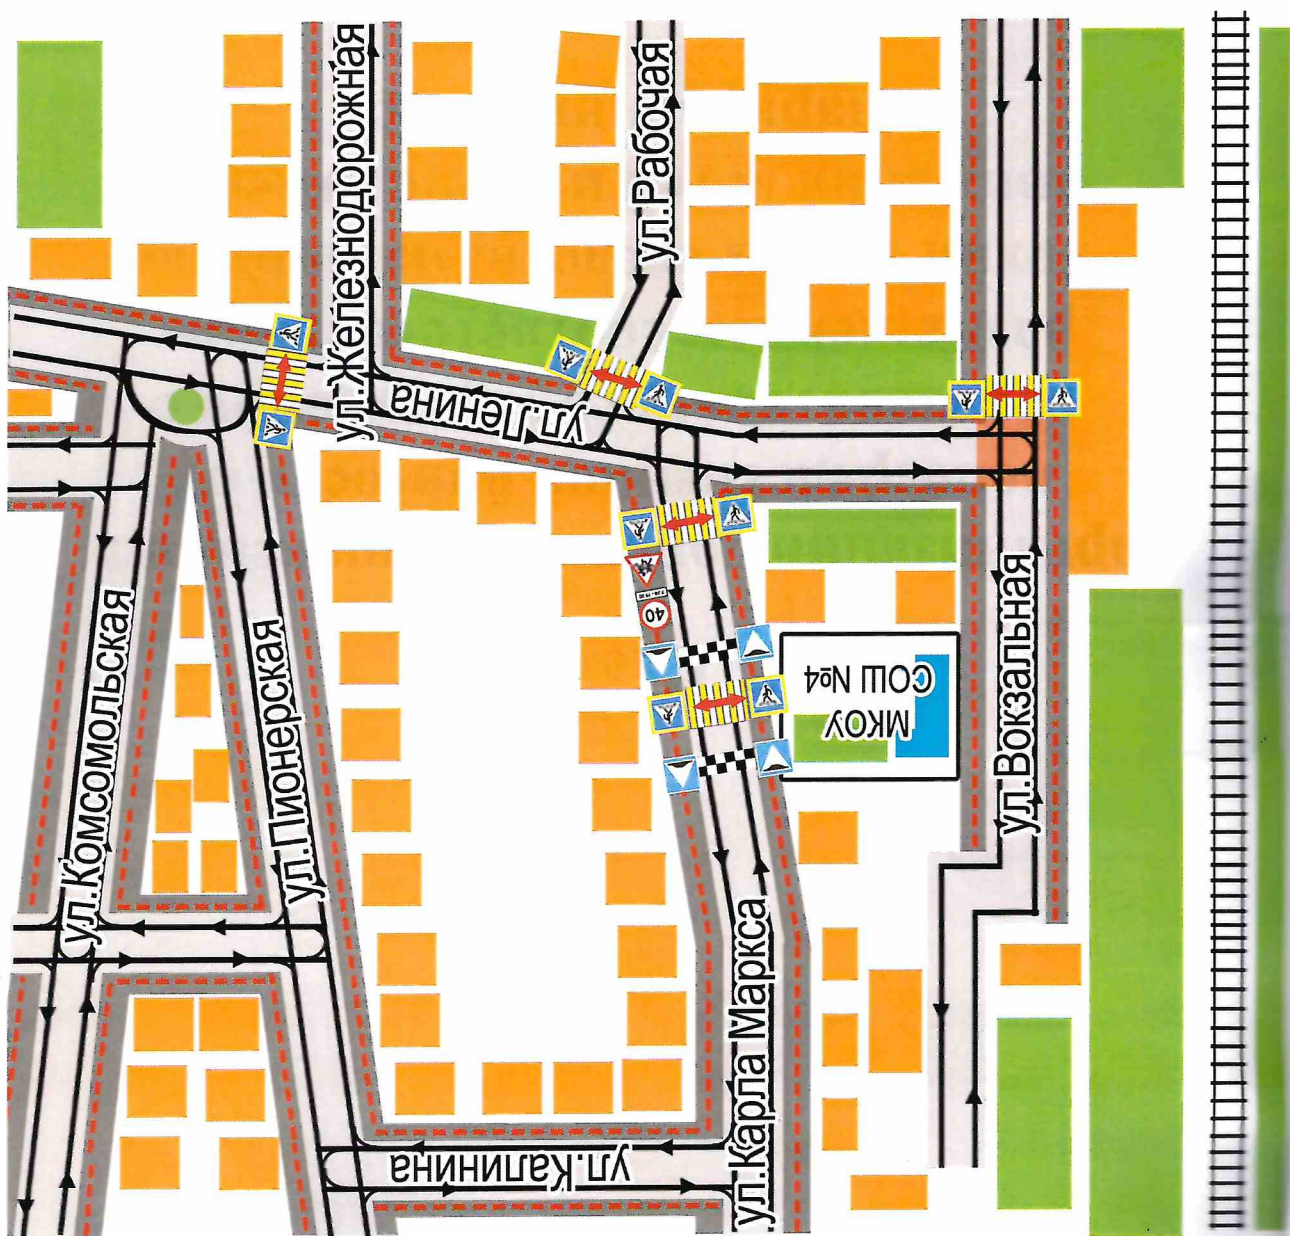 ул.Железнодорожная
ул.Рабочая
ул.Ленина
ул.Комсомольская
ул.Пионерская
40
МКОУ
СОШ №4
ул.Вокзальная
ул.Карла Маркса
ул.Калинина